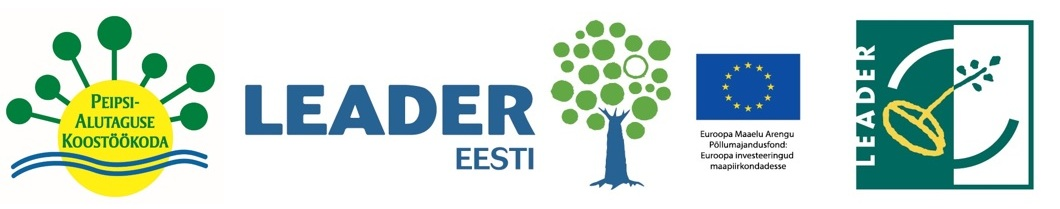 PEIPSI-
ALUTAGUSE
KOOSTÖÖKODA
LEADER
EESTI
Euroopa Maaelu Arengu
Põllumajandusfond:
Euroopa investeeringud
maapiirkondadesse
LEADER